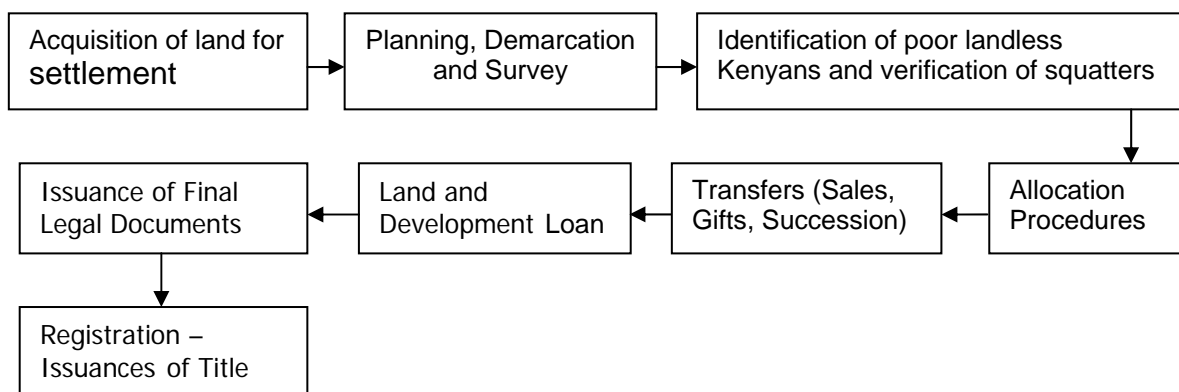 Acquisition of land for
settlement
Planning, Demarcation
and Survey
Identification of poor landless
Kenyans and verification of squatters
Allocation
Procedures
Transfers (Sales,
Gifts, Succession)
Land and
Development Loan
Issuance of Final
Legal Documents
Registration –
Issuances of Title